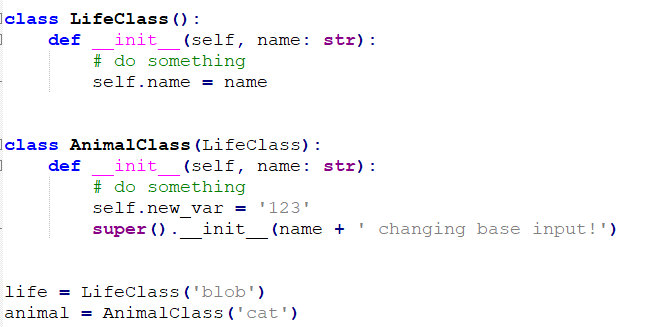 class LifeClass():
    def __init__(self, name: str):
        # do something
        self.name = name
class AnimalClass(LifeClass):
    def __init__(self, name: str):
        # do something
        self.new_var = '123'
        super().__init__(name + ' changing base input!')
life = LifeClass('blob')
animal = AnimalClass('cat')